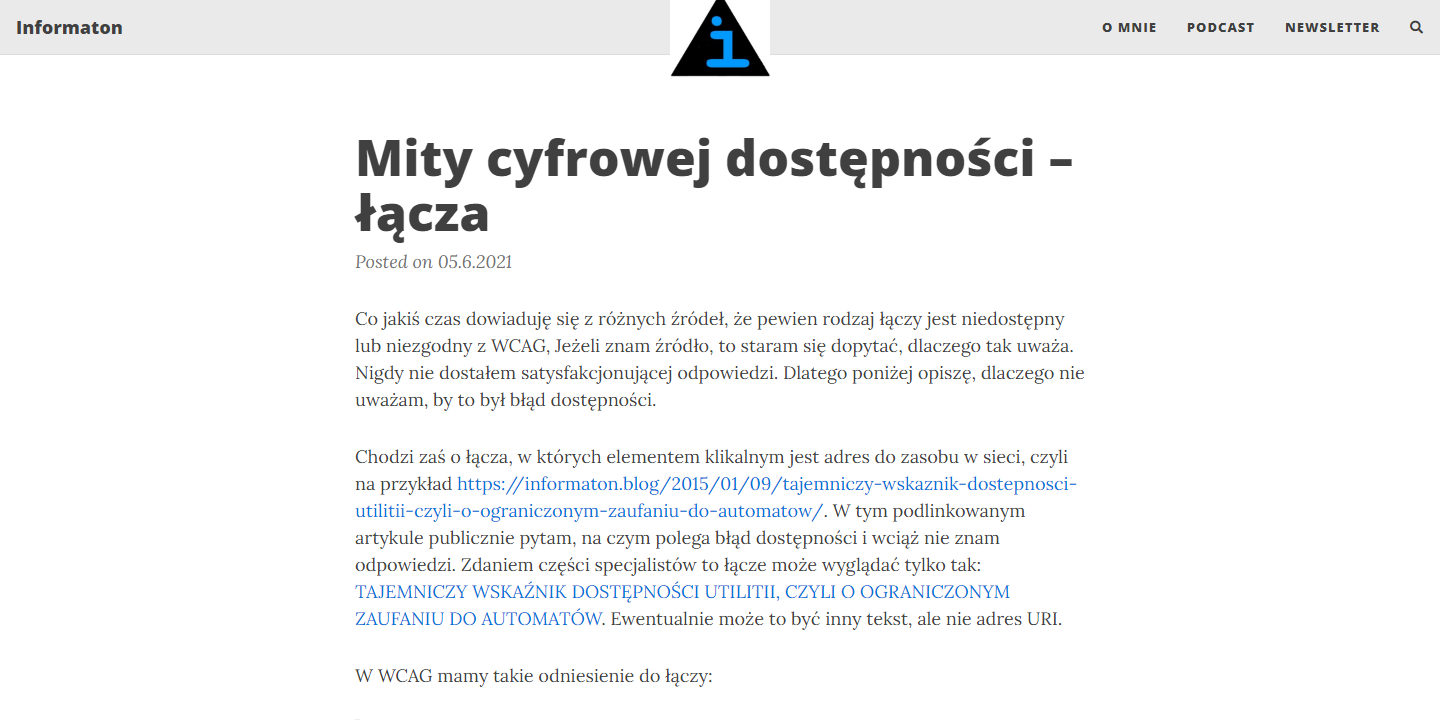 Informaton
i
O MNIE PODCAST NEWSLETTER
Mity cyfrowej dostępności –
łącza
Posted on 05.6.2021
Co jakiś czas dowiaduję się z różnych źródeł, że pewien rodzaj łączy jest niedostępny
lub niezgodny z WCAG, Jeżeli znam źródło, to staram się dopytać, dlaczego tak uważa.
Nigdy nie dostałem satysfakcjonującej odpowiedzi. Dlatego poniżej opiszę, dlaczego nie
uważam, by to był błąd dostępności.
Chodzi zaś o łącza, w których elementem klikalnym jest adres do zasobu w sieci, czyli
na przykład https://informaton.blog/2015/01/09/tajemniczy-wskaznik-dostepnosci-
utilitii-czyli-o-ograniczonym-zaufaniu-do-automatow/. W tym podlinkowanym
artykule publicznie pytam, na czym polega błąd dostępności i wciąż nie znam
odpowiedzi. Zdaniem części specjalistów to łącze może wyglądać tylko tak:
TAJEMNICZY WSKAŹNIK DOSTĘPNOŚCI UTILITII, CZYLI O OGRANICZONYM
ZAUFANIU DO AUTOMATÓW. Ewentualnie może to być inny tekst, ale nie adres URI.
W WCAG mamy takie odniesienie do łączy: